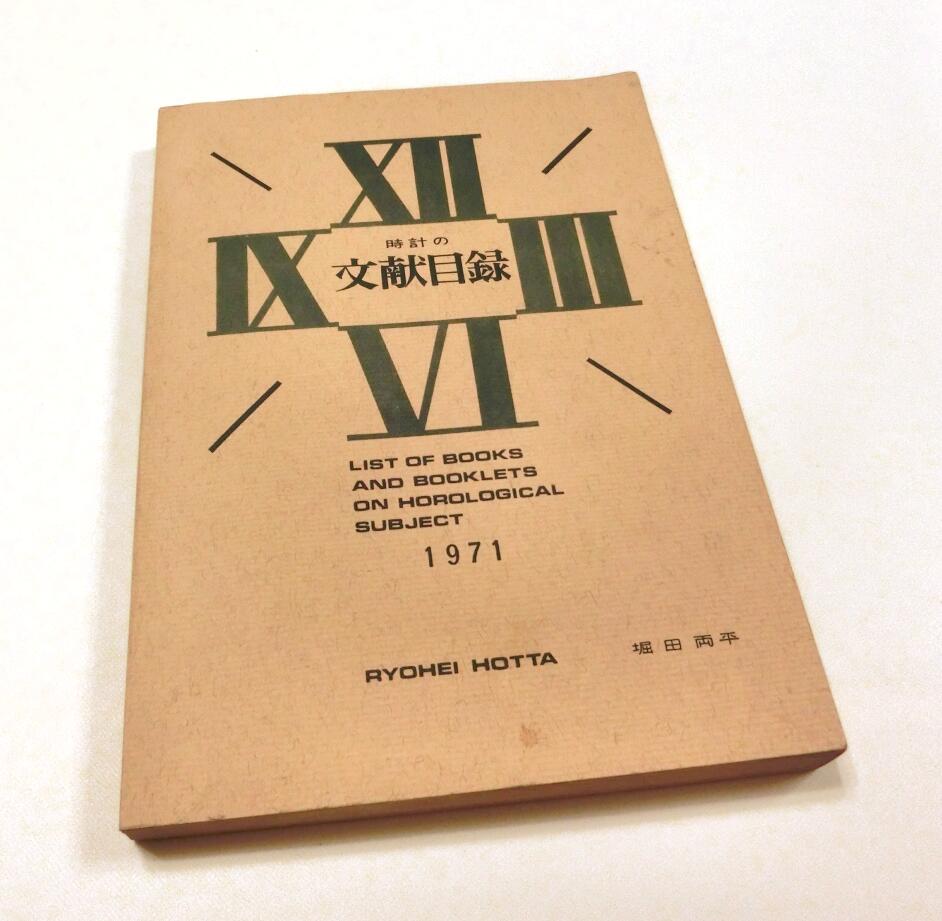 XII
時計の
IX
文献目録
III
VI
LIST OF BOOKS
AND BOOKLETS
ON HOROLOGICAL
SUBJECT
1971
RYOHEI HOTTA
堀田両平